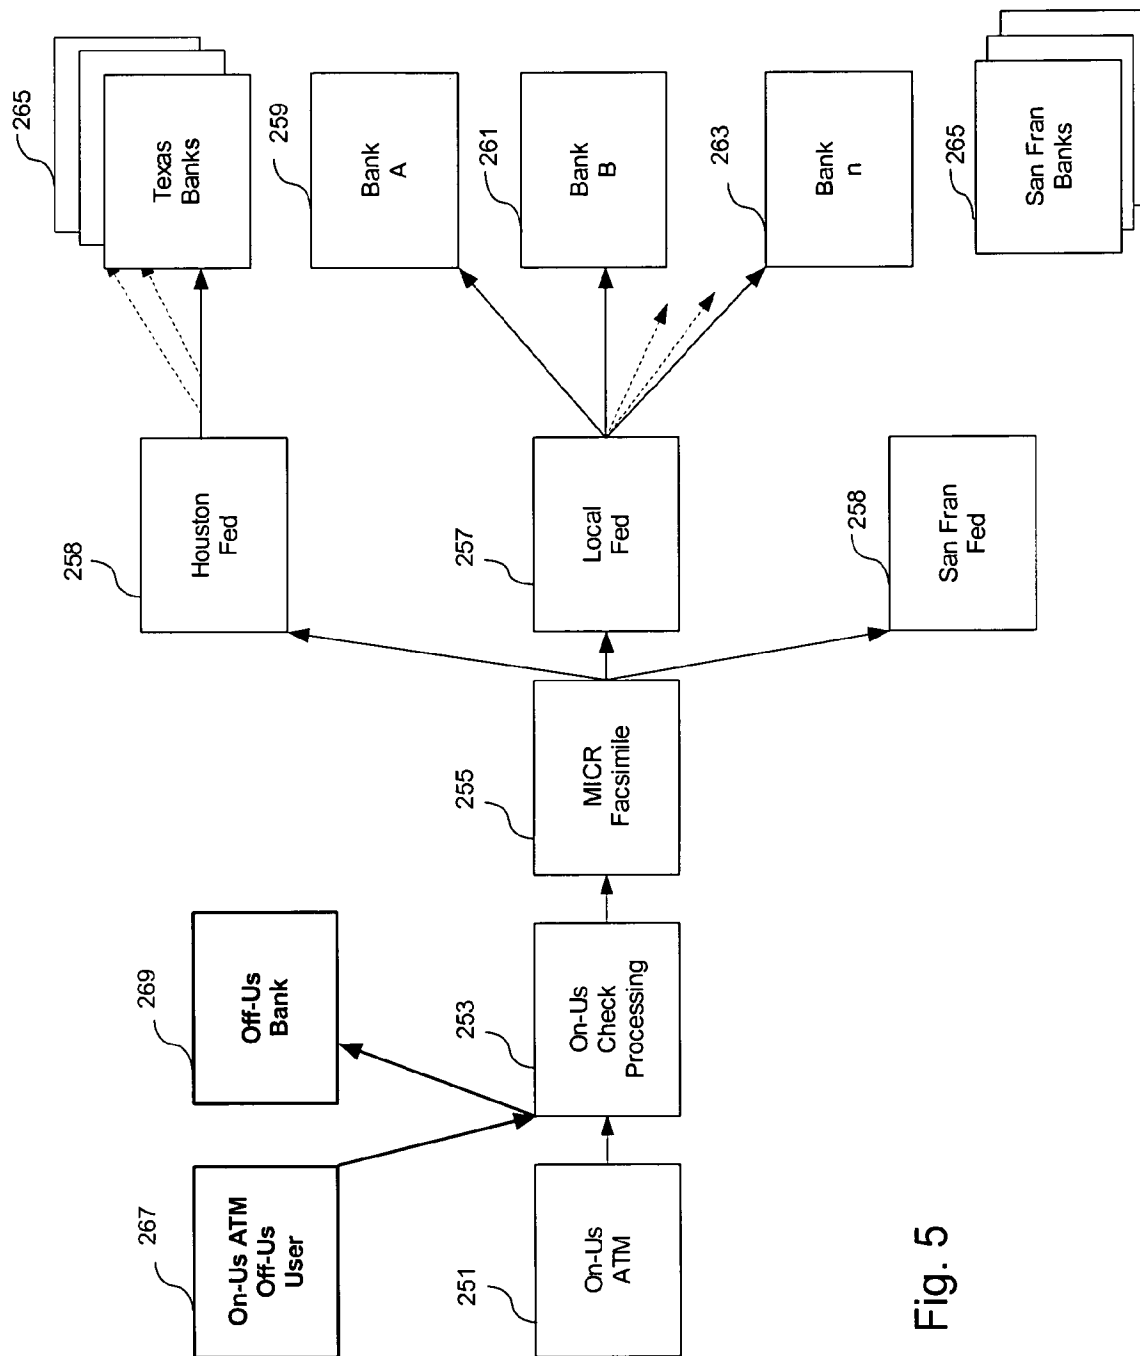 265
Texas
Banks
259
Bank
A
261
Bank
B
263
Bank
n
265
San Fran
Banks
258
Houston
Fed
257
Local
Fed
258
San Fran
Fed
255
MICR
Facsimile
269
Off-Us
Bank
253
On-Us
Check
Processing
267
On-Us ATM
Off-Us
User
251
On-Us
ATM
Fig. 5